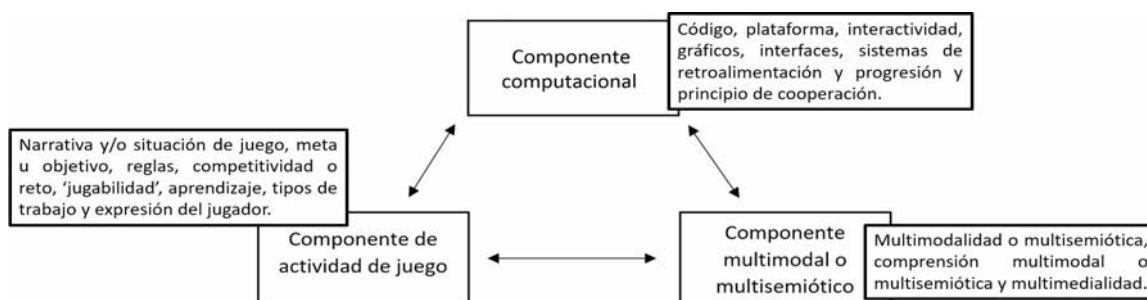 Componente
computacional
Código, plataforma, interactividad,
gráficos, interfaces, sistemas de
retroalimentación y progresión y
principio de cooperación.
Narrativa y/o situación de juego, meta
u objetivo, reglas, competitividad o
reto, ‘jugabilidad’, aprendizaje, tipos de
trabajo y expresión del jugador.
Componente de
actividad de juego
Componente
multimodal o
multisemiótico
Multimodalidad o multisemiótica,
comprensión multimodal o
multisemiótica y multimedialidad.